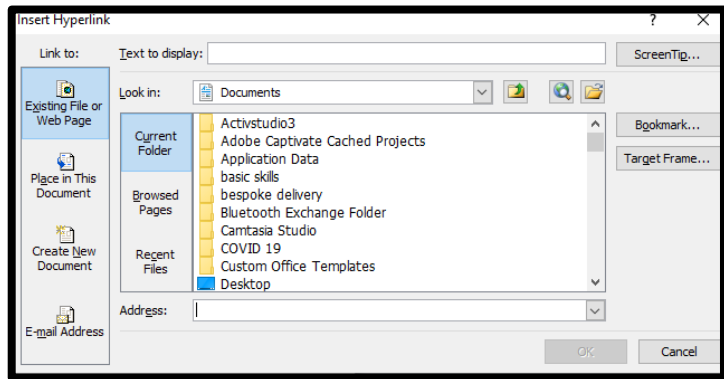 Insert Hyperlink ? X
Link to:
Text to display:
ScreenTip...
Existing File or
Web Page
Place in This
Document
Create New
Document
E-mail Address
Look in:
Documents
Current
Folder
Browsed
Pages
Recent
Files
Activstudio3
Adobe Captivate Cached Projects
Application Data
basic skills
bespoke delivery
Bluetooth Exchange Folder
Camtasia Studio
COVID 19
Custom Office Templates
Desktop
Bookmark...
Target Frame...
Address:
OK
Cancel